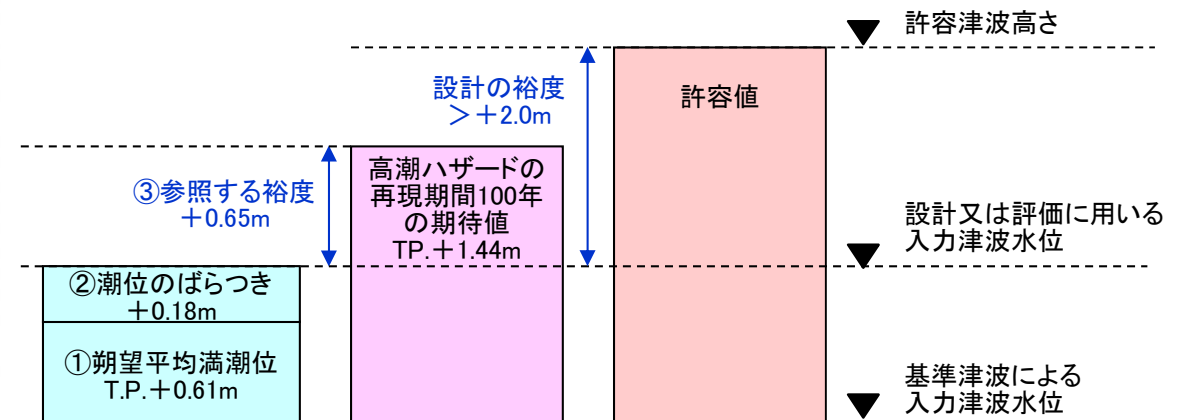 許容津波高さ
設計の裕度
＞＋2.0m
許容値
③参照する裕度
＋0.65m
高潮ハザードの
再現期間100年
の期待値
TP.＋1.44m
設計又は評価に用いる
入力津波水位
②潮位のばらつき
＋0.18m
①朔望平均満潮位
T.P.＋0.61m
基準津波による
入力津波水位